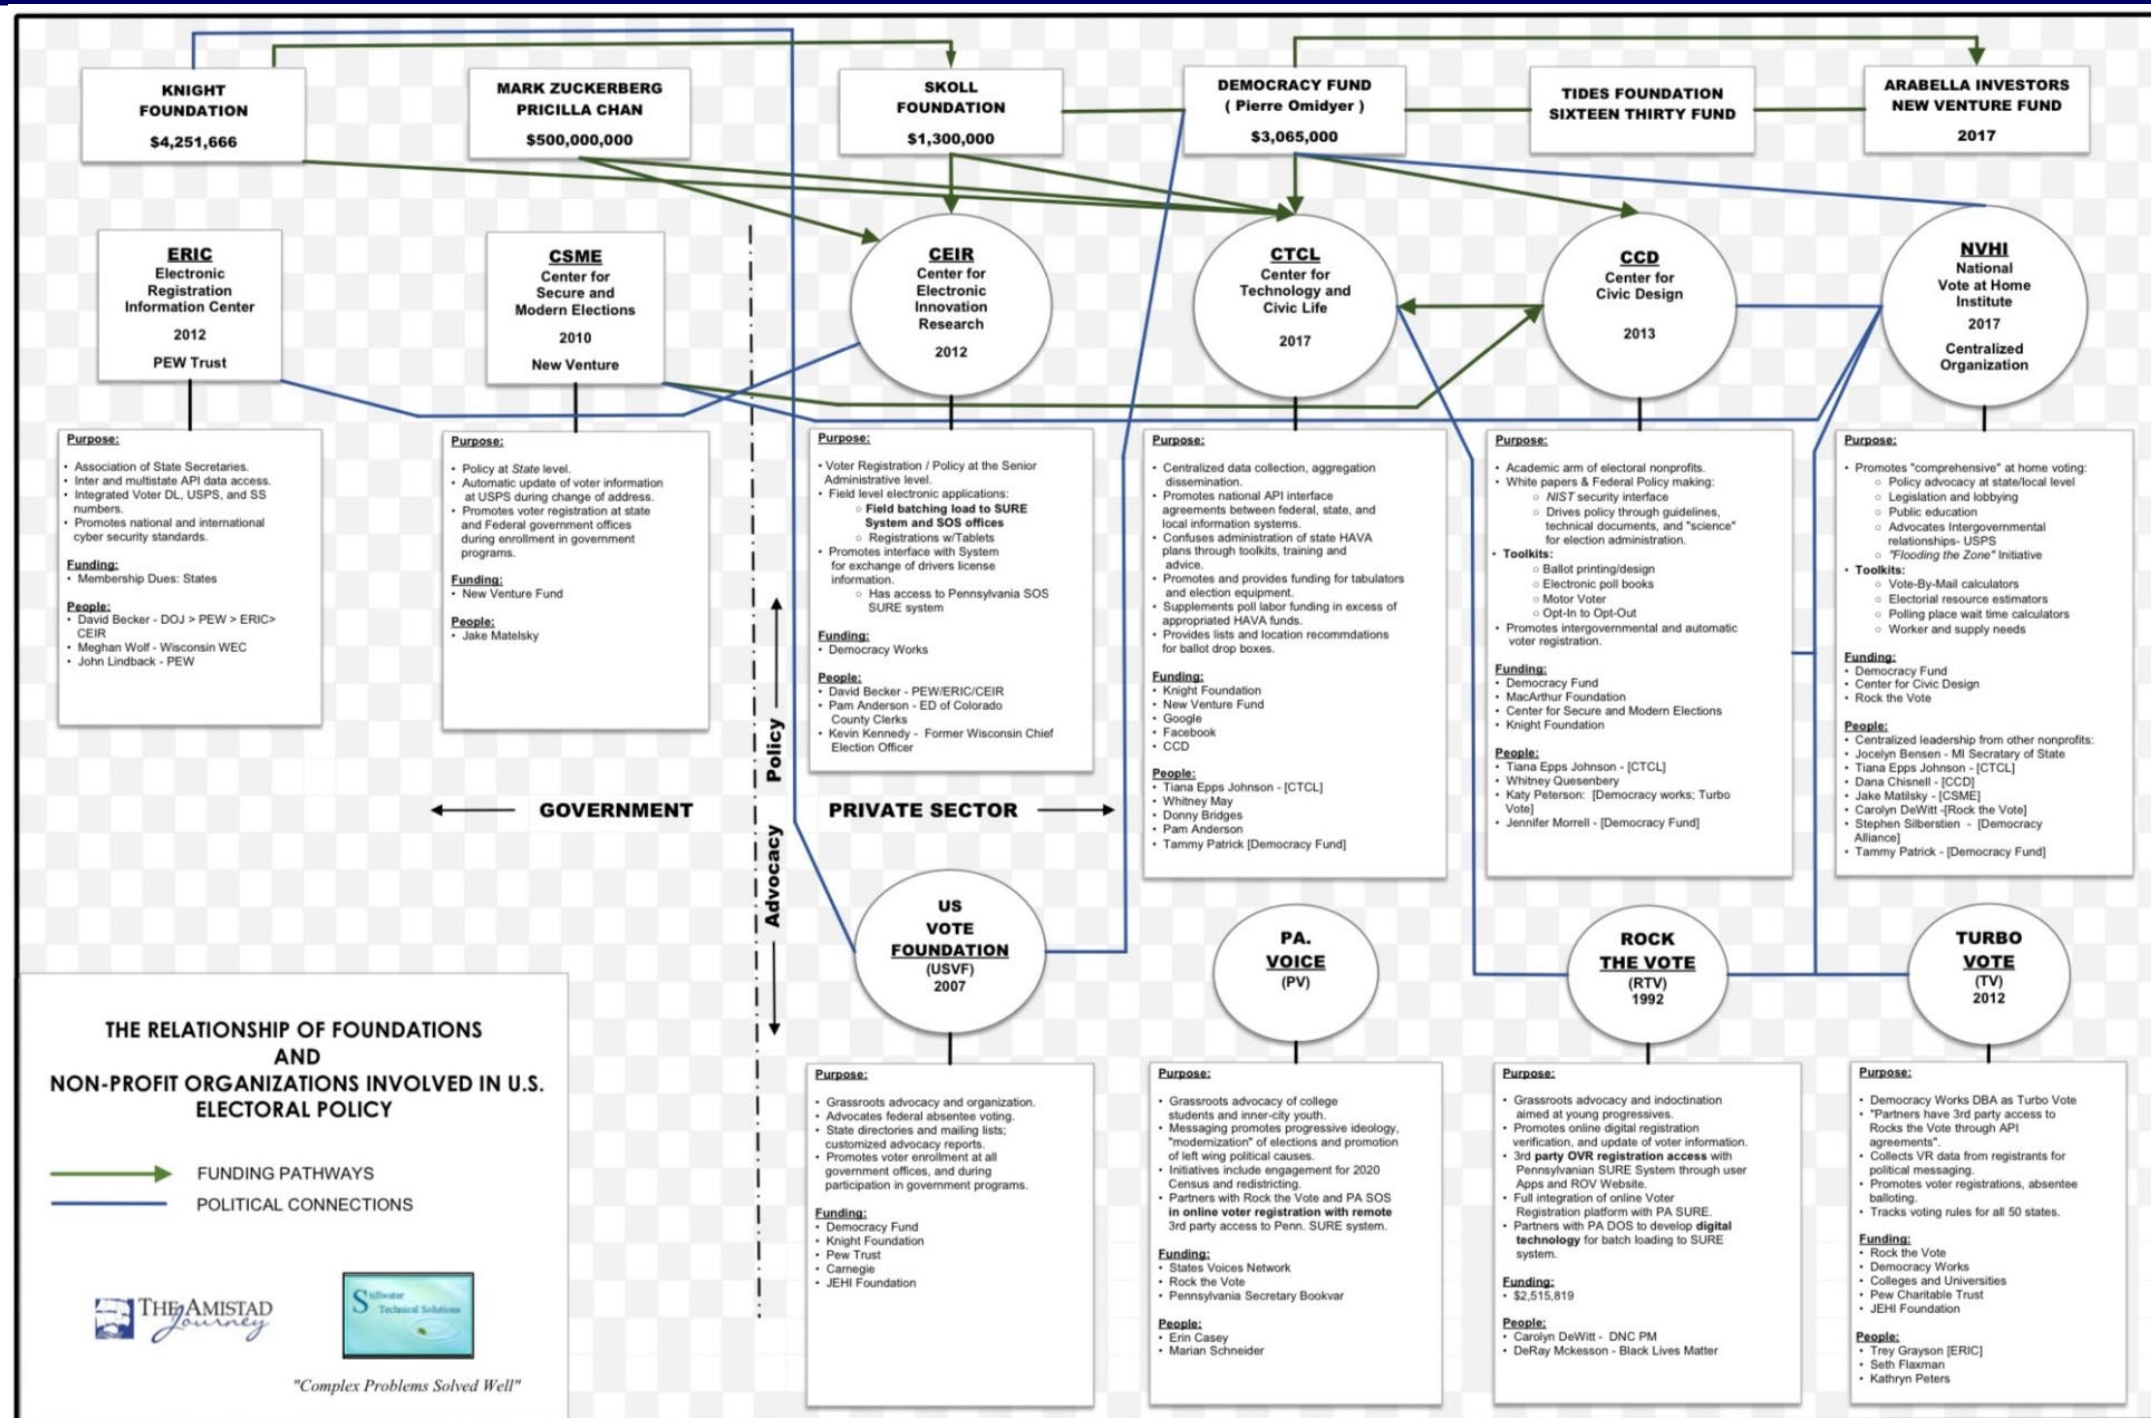 KNIGHT
FOUNDATION
$4,251,666
MARK ZUCKERBERG
PRICILLA CHAN
$500,000,000
SKOLL
FOUNDATION
$1,300,000
DEMOCRACY FUND
( Pierre Omidyer )
$3,065,000
TIDES FOUNDATION
SIXTEEN THIRTY FUND
ARABELLA INVESTORS
NEW VENTURE FUND
2017
ERIC
Electronic
Registration
Information Center
2012
PEW Trust
CSME
Center for
Secure and
Modern Elections
2010
New Venture
CEIR
Center for
Electronic
Innovation
Research
2012
CTCL
Center for
Technology and
Civic Life
2017
CCD
Center for
Civic Design
2013
NVHI
National
Vote at Home
Institute
2017
Centralized
Organization
Purpose:
• Association of State Secretaries.
• Inter and multistate API data access.
• Integrated Voter DL, USPS, and SS
numbers.
• Promotes national and international
cyber security standards.
Funding:
• Membership Dues: States
People:
• David Becker - DOJ > PEW > ERIC>
CEIR
• Meghan Wolf - Wisconsin WEC
• John Lindback - PEW
Purpose:
• Policy at State level.
• Automatic update of voter information
at USPS during change of address.
• Promotes voter registration at state
and Federal government offices
during enrollment in government
programs.
Funding:
• New Venture Fund
People:
• Jake Matelsky
Purpose:
• Voter Registration / Policy at the Senior
Administrative level.
• Field level electronic applications:
○ Field batching load to SURE
System and SOS offices
○ Registrations w/Tablets
• Promotes interface with System
for exchange of drivers license
information.
○ Has access to Pennsylvania SOS
SURE system
Funding:
• Democracy Works
People:
• David Becker - PEW/ERIC/CEIR
• Pam Anderson - ED of Colorado
County Clerks
• Kevin Kennedy - Former Wisconsin Chief
Election Officer
Purpose:
• Centralized data collection, aggregation
dissemination.
• Promotes national API interface
agreements between federal, state, and
local information systems.
• Confuses administration of state HAVA
plans through toolkits, training and
advice.
• Promotes and provides funding for tabulators
and election equipment.
• Supplements poll labor funding in excess of
appropriated HAVA funds.
• Provides lists and location recommdations
for ballot drop boxes.
Funding:
• Knight Foundation
• New Venture Fund
• Google
• Facebook
• CCD
People:
• Tiana Epps Johnson - [CTCL]
• Whitney May
• Donny Bridges
• Pam Anderson
• Tammy Patrick [Democracy Fund]
Purpose:
• Academic arm of electoral nonprofits.
• White papers & Federal Policy making:
○ NIST security interface
○ Drives policy through guidelines,
technical documents, and "science"
for election administration.
• Toolkits:
○ Ballot printing/design
○ Electronic poll books
○ Motor Voter
○ Opt-In to Opt-Out
• Promotes intergovernmental and automatic
voter registration.
Funding:
• Democracy Fund
• MacArthur Foundation
• Center for Secure and Modern Elections
• Knight Foundation
People:
• Tiana Epps Johnson - [CTCL]
• Whitney Quesenbery
• Katy Peterson: [Democracy works; Turbo
Vote]
• Jennifer Morrell - [Democracy Fund]
Purpose:
• Promotes "comprehensive" at home voting:
○ Policy advocacy at state/local level
○ Legislation and lobbying
○ Public education
○ Advocates Intergovernmental
relationships- USPS
○ "Flooding the Zone" Initiative
• Toolkits:
○ Vote-By-Mail calculators
○ Electorial resource estimators
○ Polling place wait time calculators
○ Worker and supply needs
Funding:
• Democracy Fund
• Center for Civic Design
• Rock the Vote
People:
• Centralized leadership from other nonprofits:
• Jocelyn Bensen - MI Secretary of State
• Tiana Epps Johnson - [CTCL]
• Dana Chisnell - [CCD]
• Jake Matilsky - [CSME]
• Carolyn DeWitt -[Rock the Vote]
• Stephen Silberstien - [Democracy
Alliance]
• Tammy Patrick - [Democracy Fund]
Policy
GOVERNMENT
PRIVATE SECTOR
Advocacy
US
VOTE
FOUNDATION
(USVF)
2007
PA.
VOICE
(PV)
ROCK
THE VOTE
(RTV)
1992
TURBO
VOTE
(TV)
2012
Purpose:
• Grassroots advocacy and organization.
• Advocates federal absentee voting.
• State directories and mailing lists;
customized advocacy reports.
• Promotes voter enrollment at all
government offices, and during
participation in government programs.
Funding:
• Democracy Fund
• Knight Foundation
• Pew Trust
• Carnegie
• JEHI Foundation
Purpose:
• Grassroots advocacy of college
students and inner-city youth.
• Messaging promotes progressive ideology,
"modernization" of elections and promotion
of left wing political causes.
• Initiatives include engagement for 2020
Census and redistricting.
• Partners with Rock the Vote and PA SOS
in online voter registration with remote
3rd party access to Penn. SURE system.
Funding:
• States Voices Network
• Rock the Vote
• Pennsylvania Secretary Bookvar
People:
• Erin Casey
• Marian Schneider
Purpose:
• Grassroots advocacy and indoctination
aimed at young progressives.
• Promotes online digital registration
verification, and update of voter information.
• 3rd party OVR registration access with
Pennsylvanian SURE System through user
Apps and ROV Website.
• Full integration of online Voter
Registration platform with PA SURE.
• Partners with PA DOS to develop digital
technology for batch loading to SURE
system.
Funding:
• $2,515,819
People:
• Carolyn DeWitt - DNC PM
• DeRay Mckesson - Black Lives Matter
Purpose:
• Democracy Works DBA as Turbo Vote
• "Partners have 3rd party access to
Rocks the Vote through API
agreements".
• Collects VR data from registrants for
political messaging.
• Promotes voter registrations, absentee
balloting.
• Tracks voting rules for all 50 states.
Funding:
• Rock the Vote
• Democracy Works
• Colleges and Universities
• Pew Charitable Trust
• JEHI Foundation
People:
• Trey Grayson [ERIC]
• Seth Flaxman
• Kathryn Peters
THE RELATIONSHIP OF FOUNDATIONS
AND
NON-PROFIT ORGANIZATIONS INVOLVED IN U.S.
ELECTORAL POLICY
FUNDING PATHWAYS
POLITICAL CONNECTIONS
THE AMISTAD
Journey
Stillwater
Technical Solutions
"Complex Problems Solved Well"